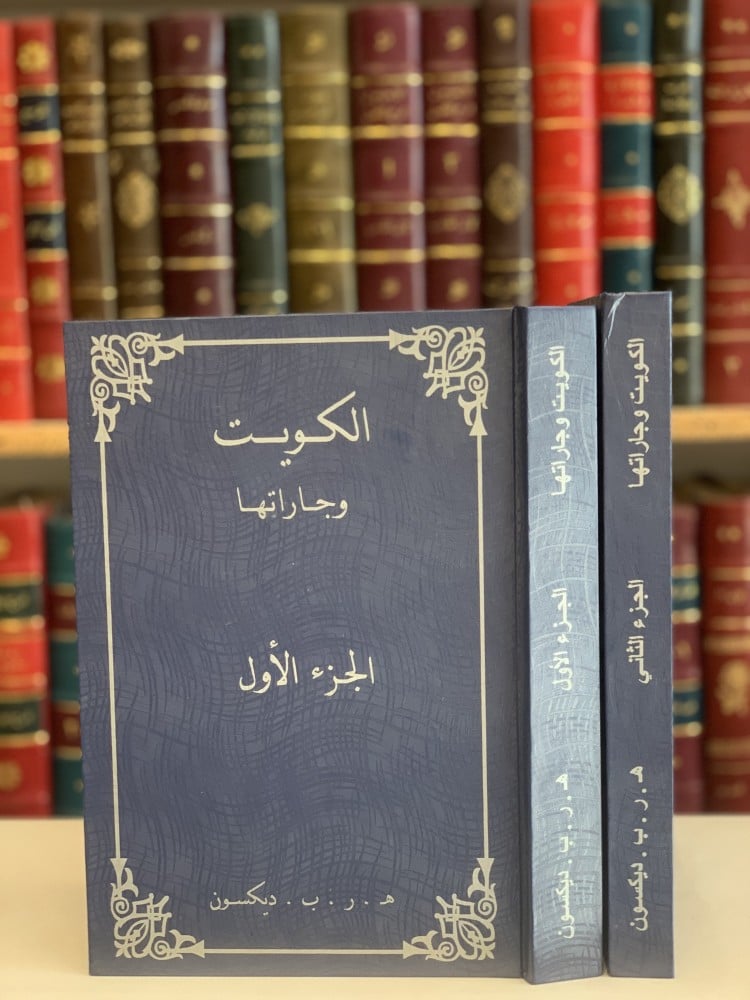 الكويت
وجاراتها
الجزء الأول
هـ . ر . ب . ديكسون
الكويت وجاراتها
الجزء الأول
هـ . ر . ب . ديكسون
الكويت وجاراتها
الجزء الثاني
هـ . ر . ب . ديكسون